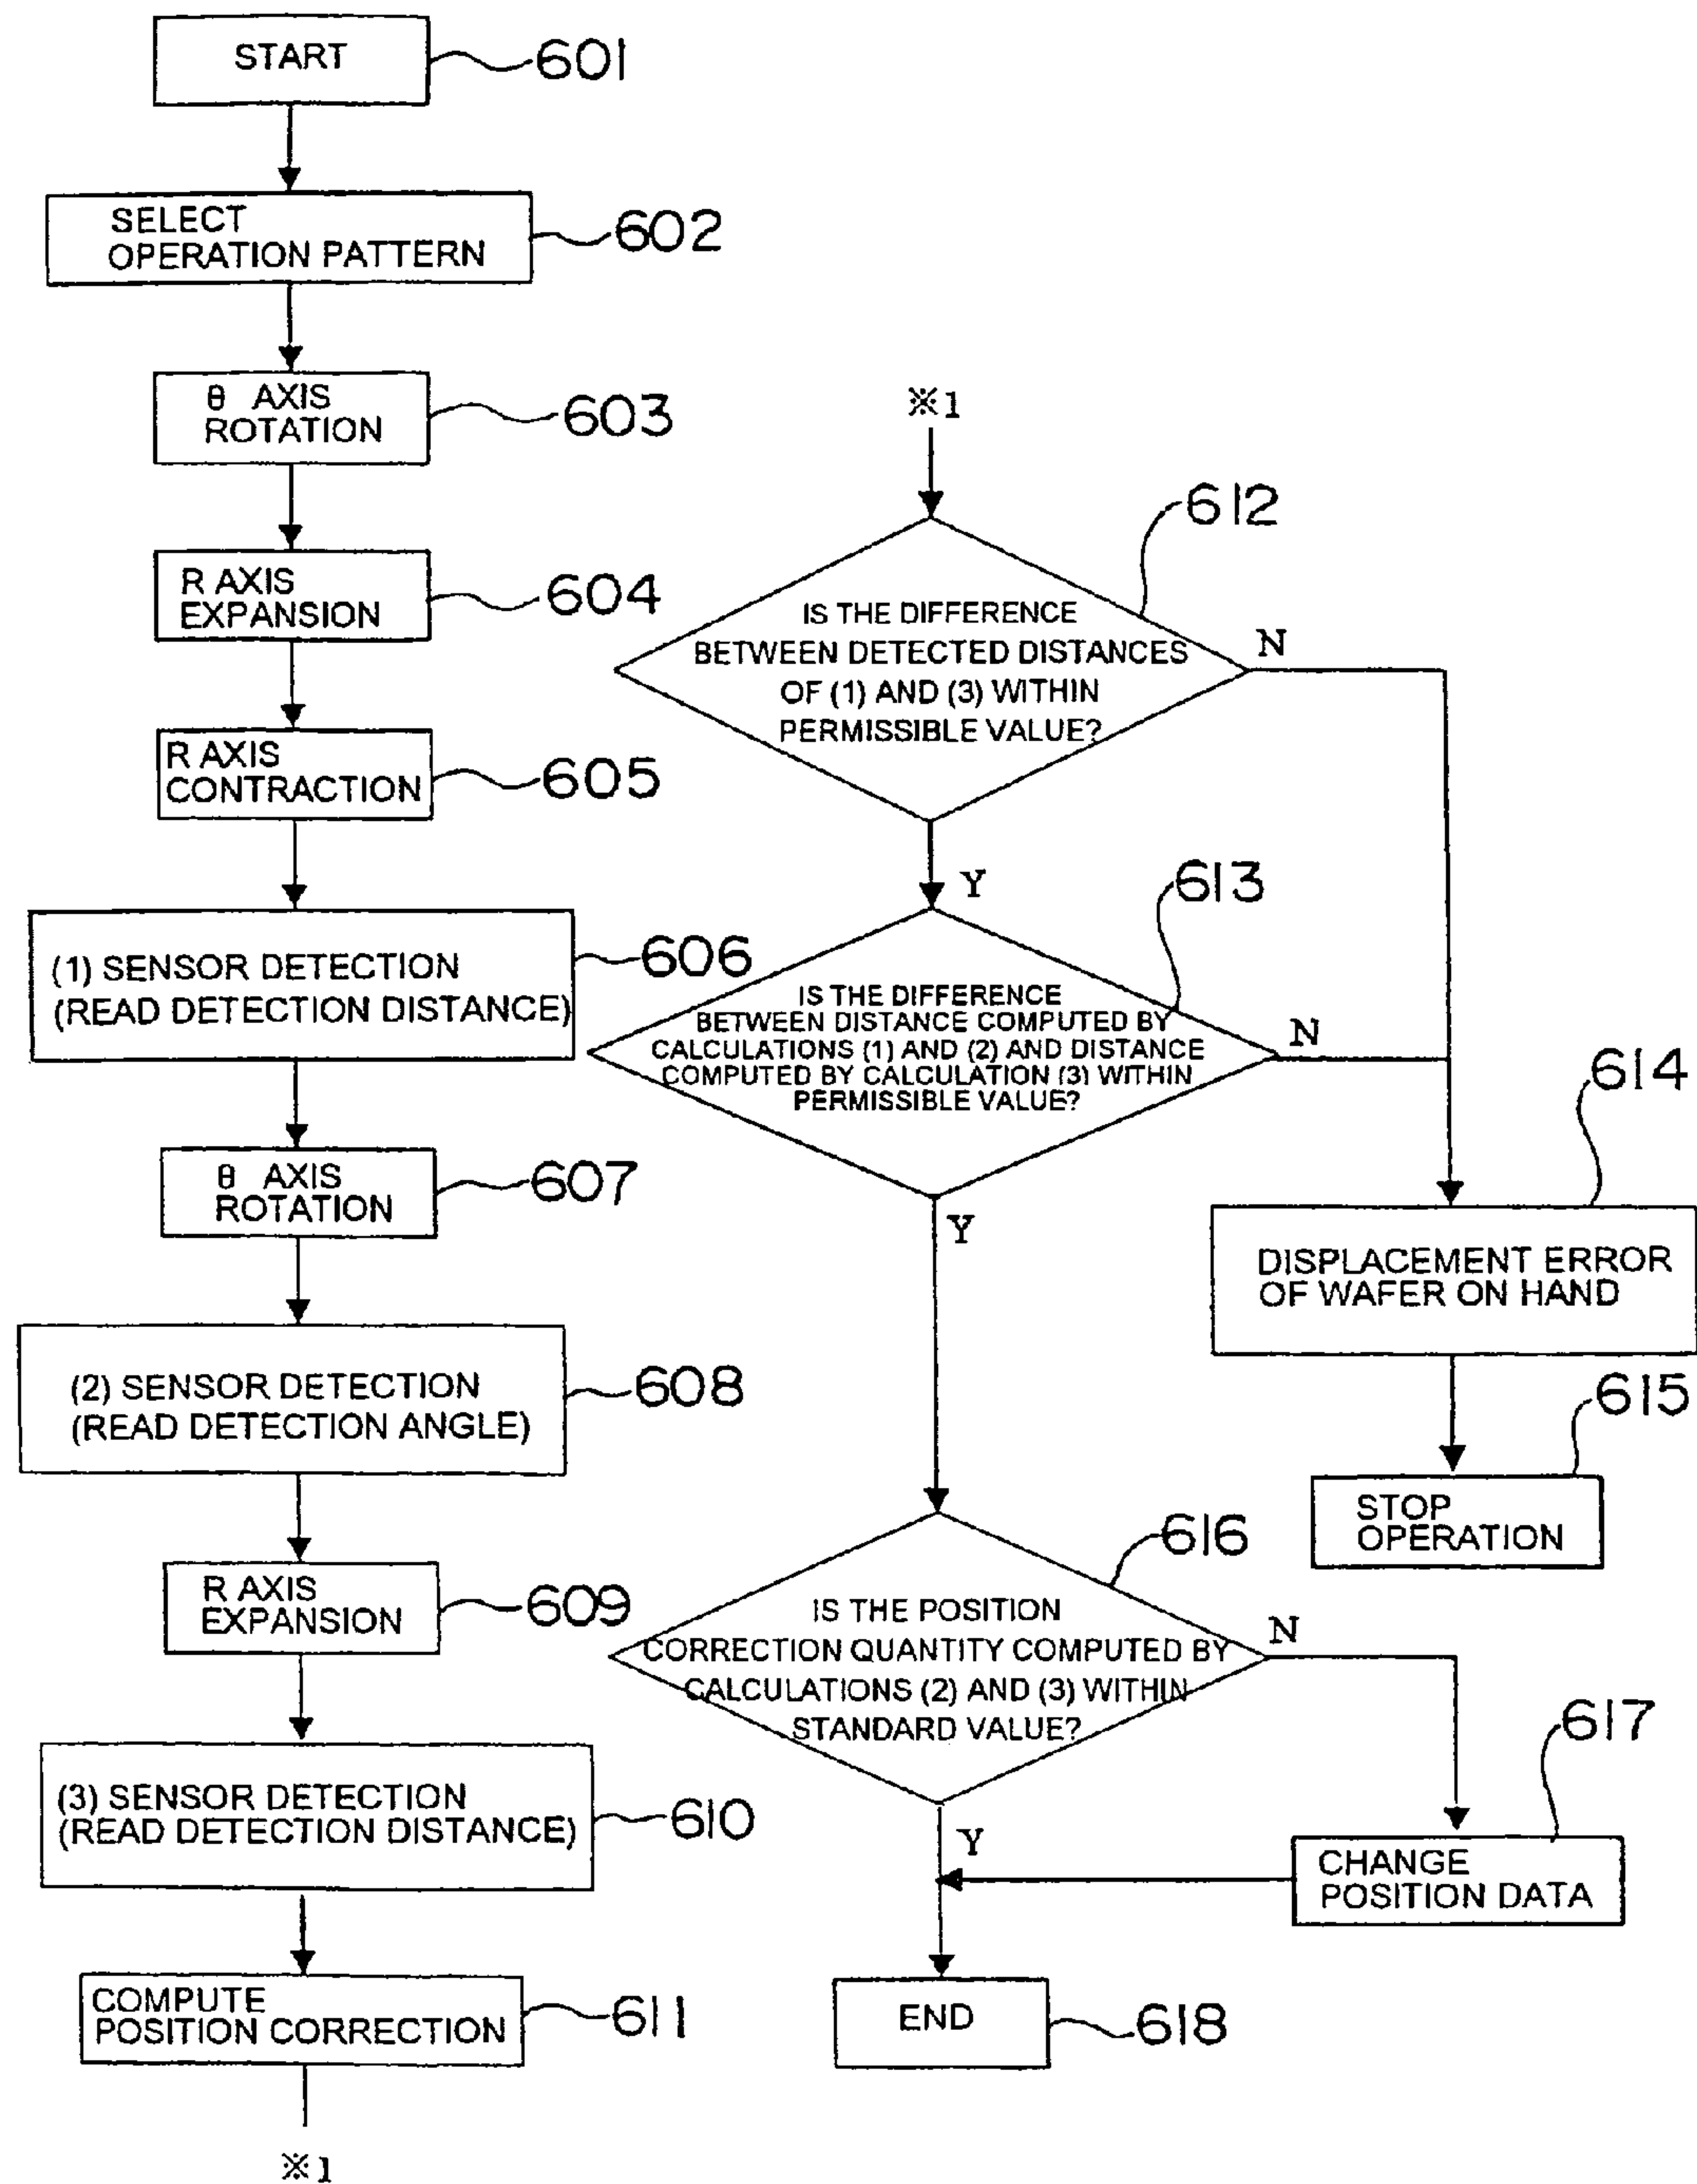 START
601
SELECT
OPERATION PATTERN
602
θ AXIS
ROTATION
603
R AXIS
EXPANSION
604
R AXIS
CONTRACTION
605
(1) SENSOR DETECTION
(READ DETECTION DISTANCE)
606
θ AXIS
ROTATION
607
(2) SENSOR DETECTION
(READ DETECTION ANGLE)
608
R AXIS
EXPANSION
609
(3) SENSOR DETECTION
(READ DETECTION DISTANCE)
610
COMPUTE
POSITION CORRECTION
611
※1
※1
612
IS THE DIFFERENCE
BETWEEN DETECTED DISTANCES
OF (1) AND (3) WITHIN
PERMISSIBLE VALUE?
N
Y
613
IS THE DIFFERENCE
BETWEEN DISTANCE COMPUTED BY
CALCULATIONS (1) AND (2) AND DISTANCE
COMPUTED BY CALCULATION (3) WITHIN
PERMISSIBLE VALUE?
N
Y
614
DISPLACEMENT ERROR
OF WAFER ON HAND
615
STOP
OPERATION
616
IS THE POSITION
CORRECTION QUANTITY COMPUTED BY
CALCULATIONS (2) AND (3) WITHIN
STANDARD VALUE?
N
Y
617
CHANGE
POSITION DATA
END
618